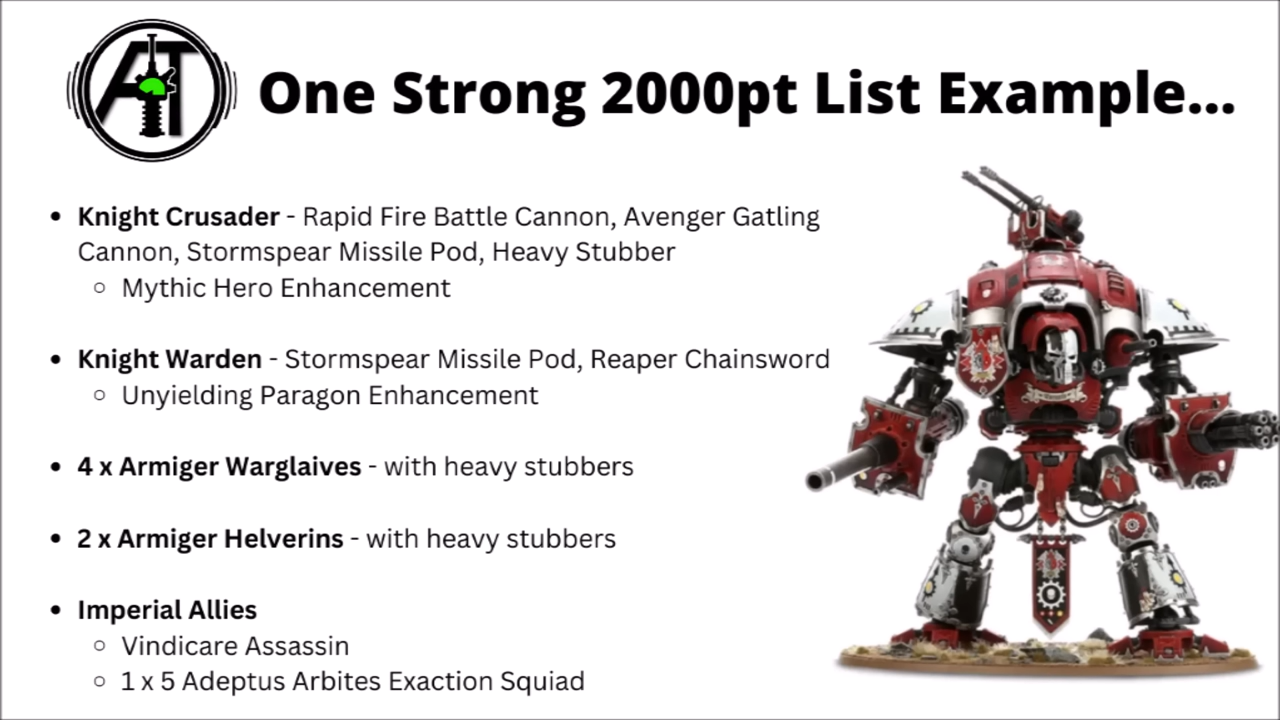 AT
One Strong 2000pt List Example...
• Knight Crusader - Rapid Fire Battle Cannon, Avenger Gatling
Cannon, Stormspear Missile Pod, Heavy Stubber
○ Mythic Hero Enhancement
• Knight Warden - Stormspear Missile Pod, Reaper Chainsword
○ Unyielding Paragon Enhancement
• 4 x Armiger Warglaives - with heavy stubbers
• 2 x Armiger Helverins - with heavy stubbers
• Imperial Allies
○ Vindicare Assassin
○ 1 x 5 Adeptus Arbites Exaction Squiad